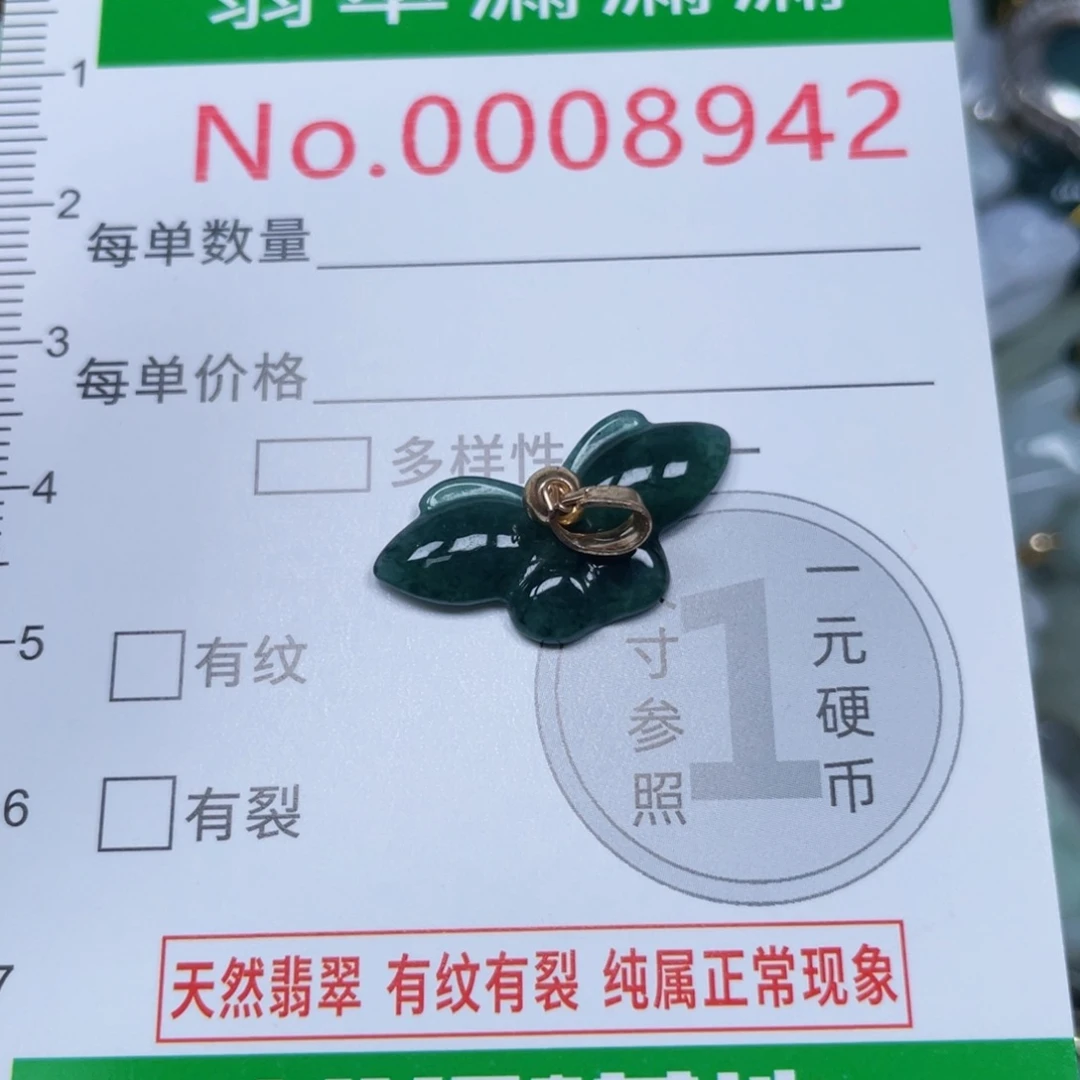 1
No.0008942
2
每单数量
3
每单价格
多样性
4
5
有纹
6
有裂
寸参照
1
一元硬币
7
天然翡翠 有纹有裂 纯属正常现象